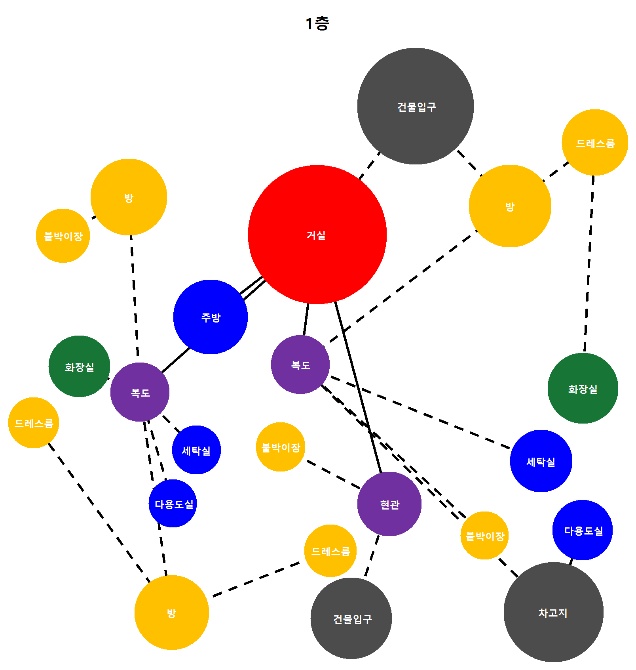 1층
건물입구
드레스룸
방
방
붙박이장
거실
주방
화장실
복도
복도
화장실
드레스룸
붙박이장
세탁실
세탁실
다용도실
현관
드레스룸
붙박이장
다용도실
방
건물입구
차고지